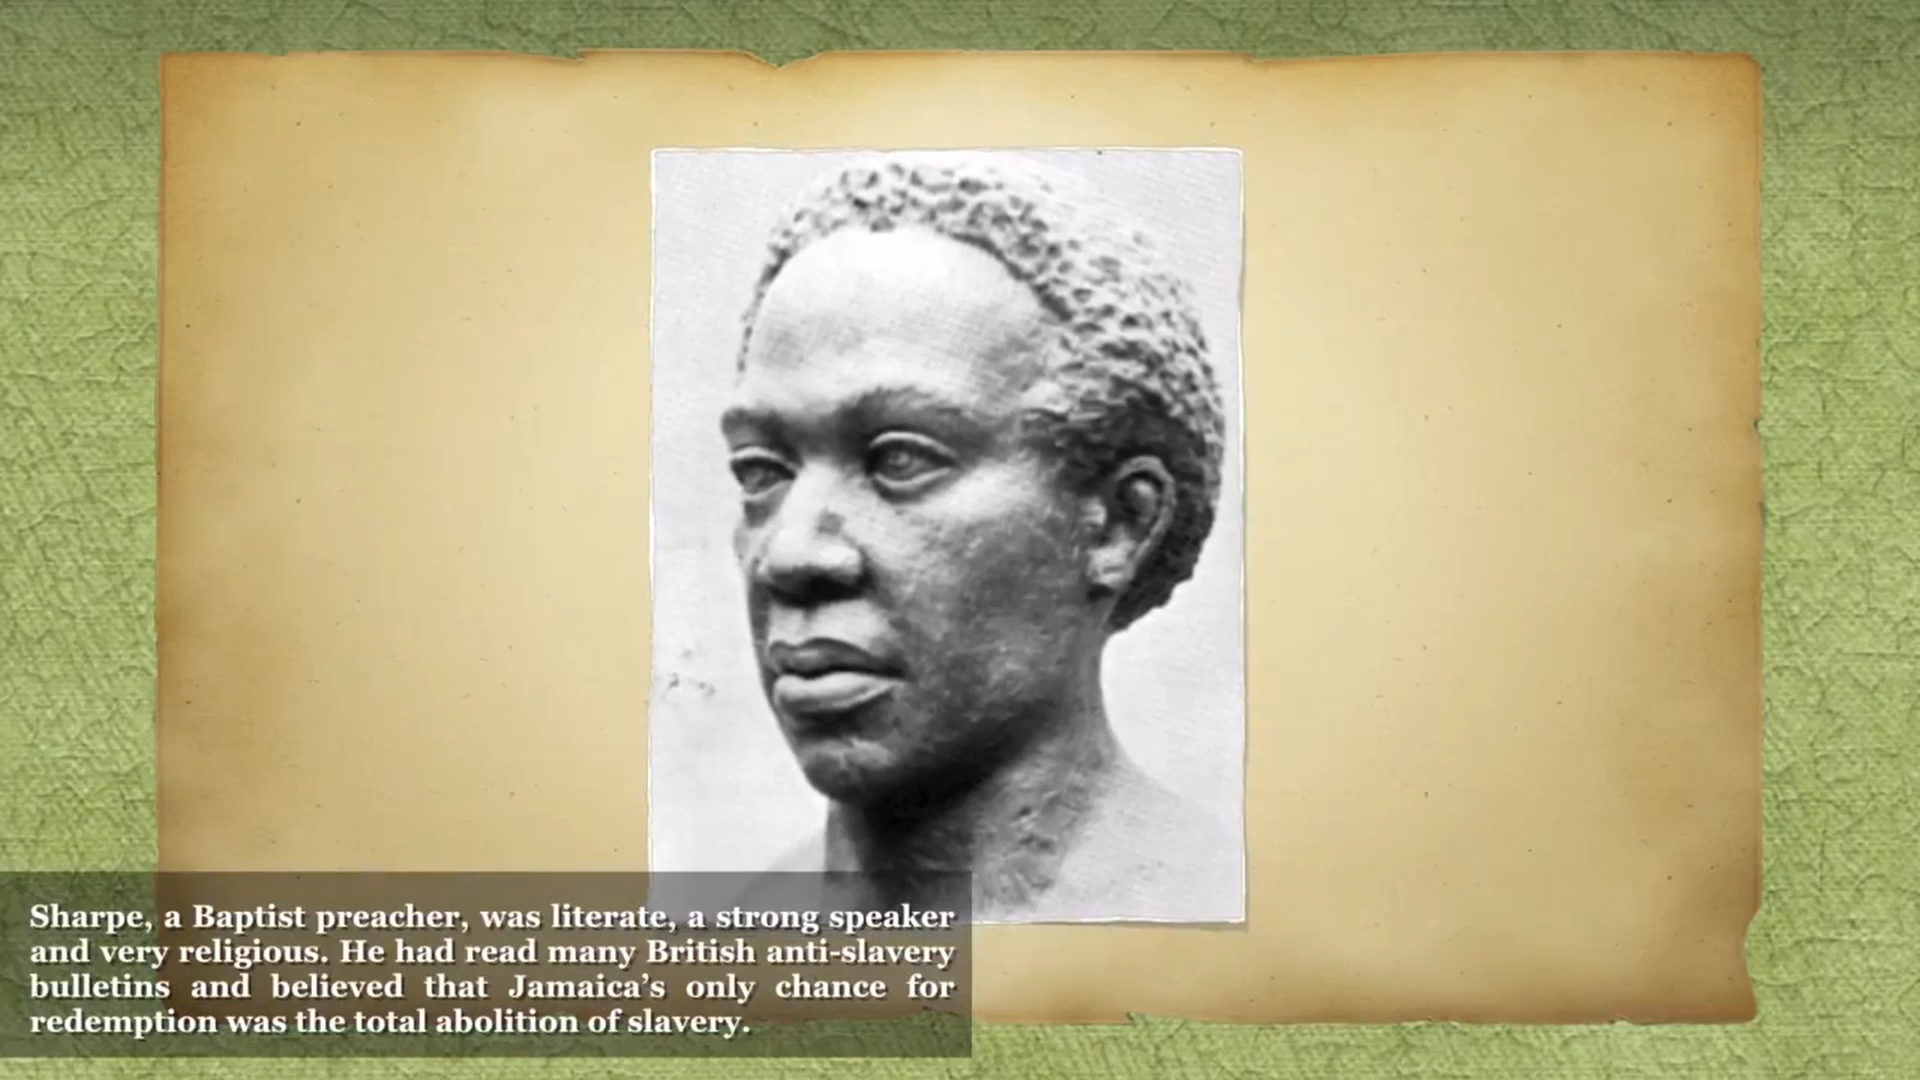 Sharpe, a Baptist preacher, was literate, a strong speaker
and very religious. He had read many British anti-slavery
bulletins and believed that Jamaica’s only chance for
redemption was the total abolition of slavery.